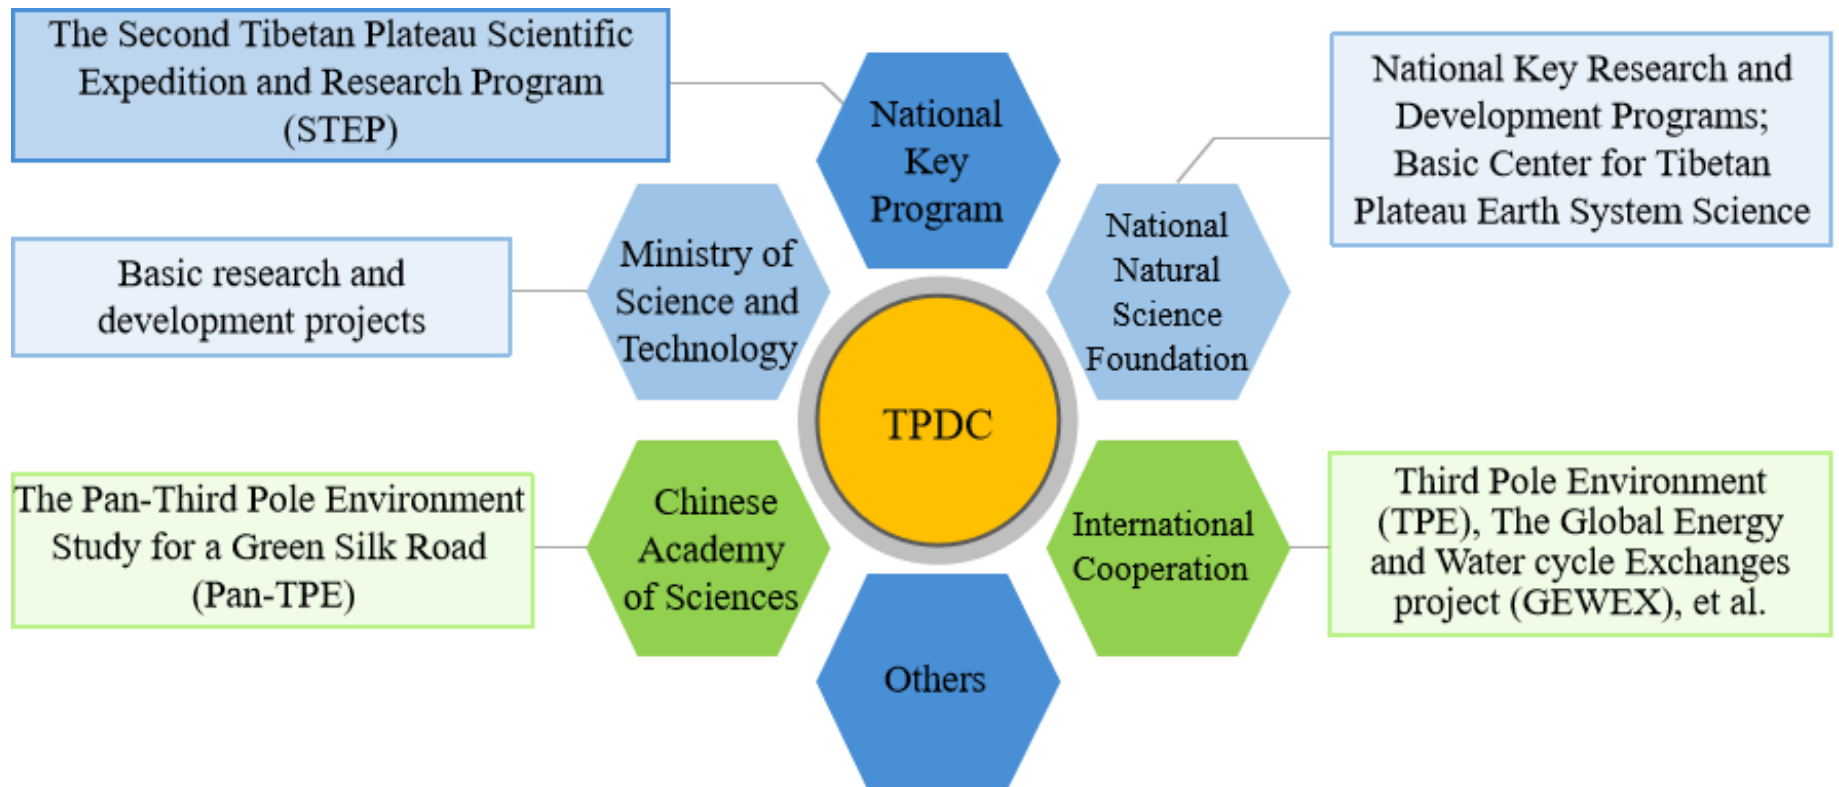 The Second Tibetan Plateau Scientific
Expedition and Research Program
(STEP)
National
Key
Program
National Key Research and
Development Programs;
Basic Center for Tibetan
Plateau Earth System Science
Basic research and
development projects
Ministry of
Science and
Technology
National
Natural
Science
Foundation
TPDC
The Pan-Third Pole Environment
Study for a Green Silk Road
(Pan-TPE)
Chinese
Academy
of Sciences
International
Cooperation
Third Pole Environment
(TPE), The Global Energy
and Water cycle Exchanges
project (GEWEX), et al.
Others